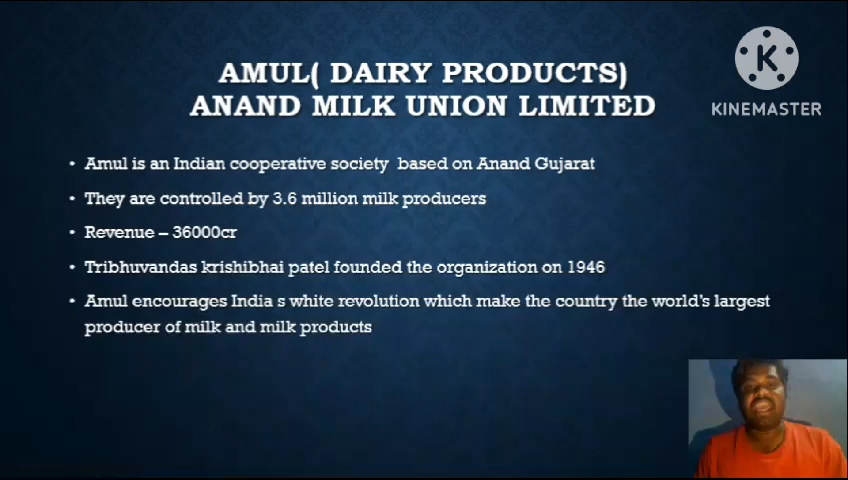 AMUL( DAIRY PRODUCTS)
ANAND MILK UNION LIMITED
K
KINEMASTER
• Amul is an Indian cooperative society based on Anand Gujarat
• They are controlled by 3.6 million milk producers
• Revenue – 36000cr
• Tribhuvandas krishibhai patel founded the organization on 1946
• Amul encourages India s white revolution which make the country the world's largest
producer of milk and milk products